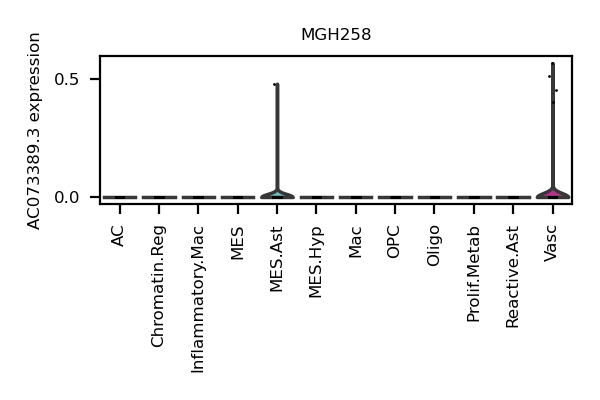 MGH258
AC073389.3 expression
0.5
0.0
AC
Chromatin.Reg
Inflammatory.Mac
MES
MES.Ast
MES.Hyp
Mac
OPC
Oligo
Prolif.Metab
Reactive.Ast
Vasc